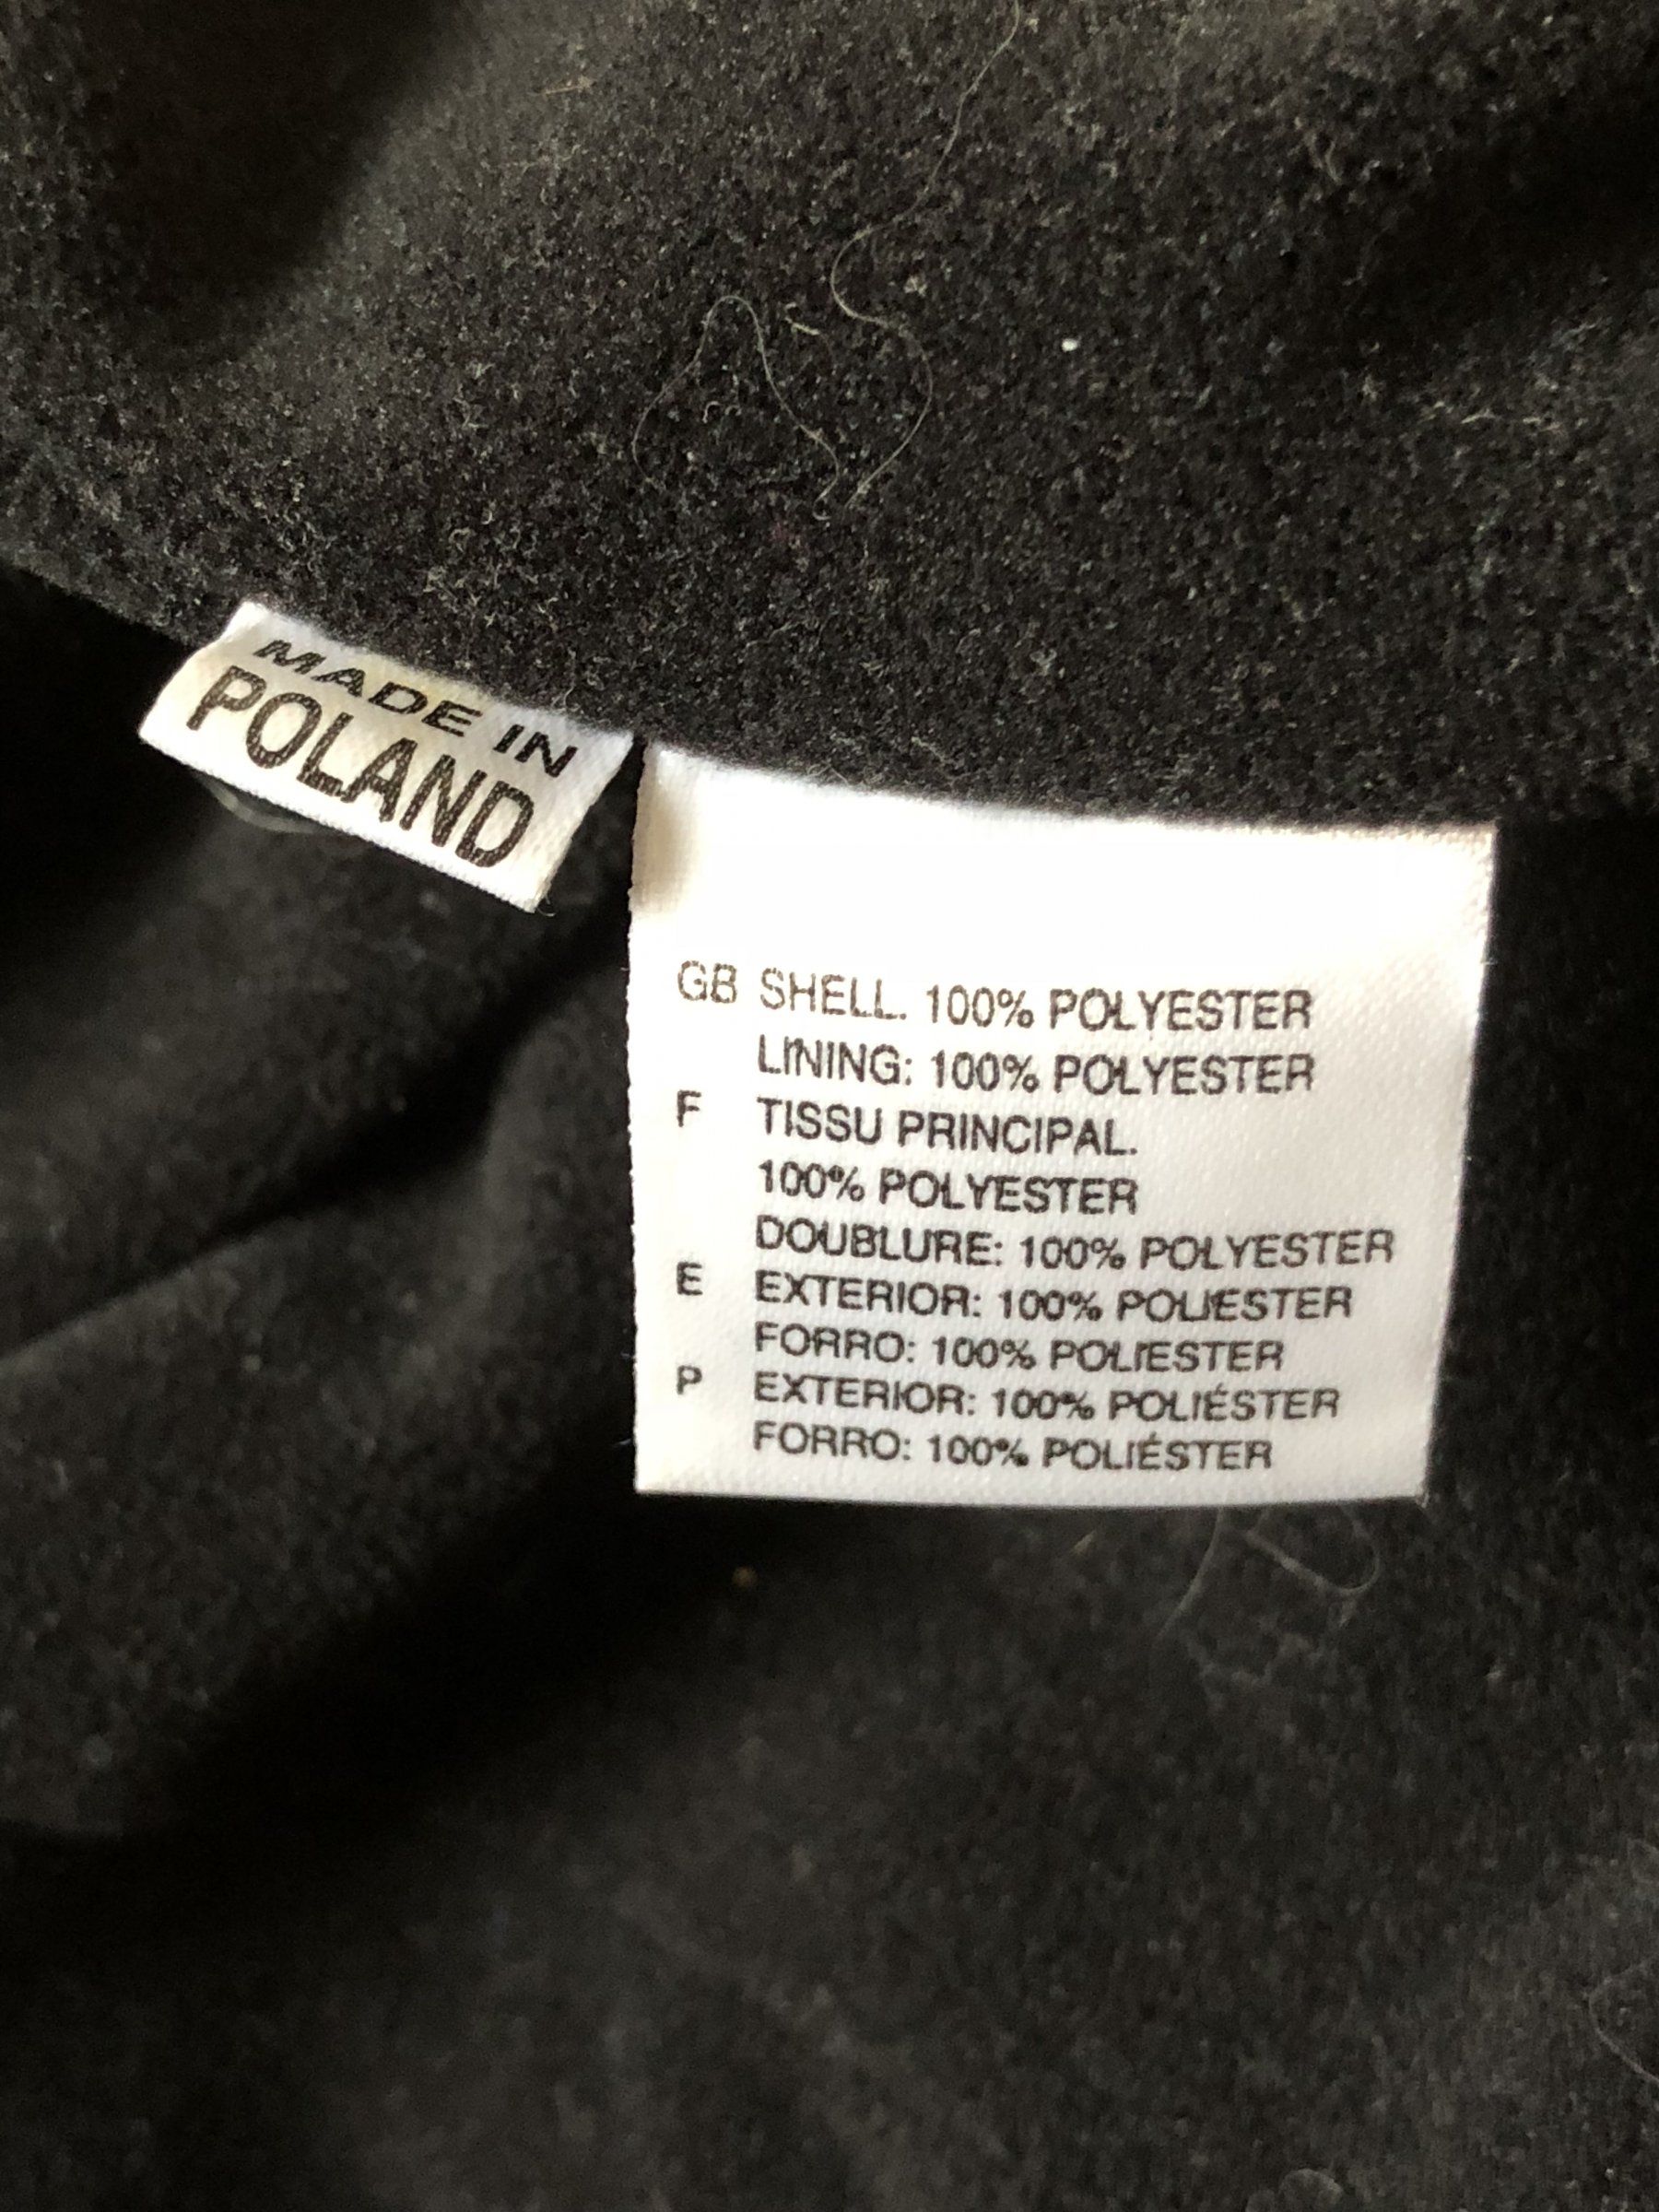 MADE IN
POLAND
GB SHELL. 100% POLYESTER
LINING: 100% POLYESTER
F TISSU PRINCIPAL.
100% POLYESTER
DOUBLURE: 100% POLYESTER
E EXTERIOR: 100% POLIESTER
FORRO: 100% POLIESTER
P EXTERIOR: 100% POLIÉSTER
FORRO: 100% POLIÉSTER